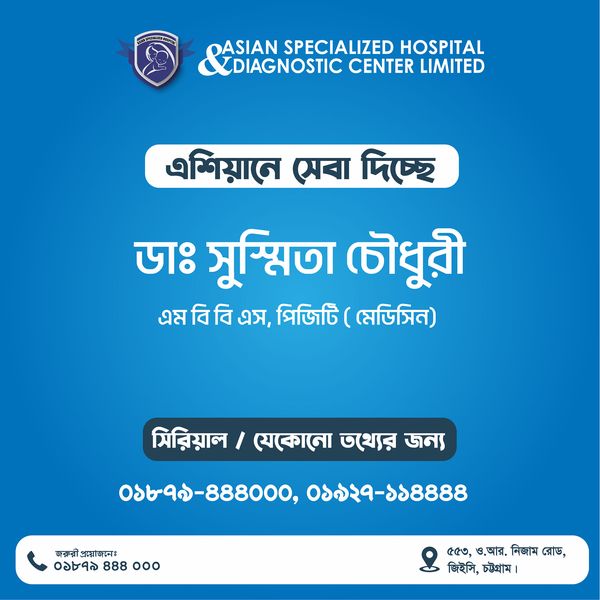 ASIAN SPECIALIZED HOSPITAL
& DIAGNOSTIC CENTER LIMITED
এশিয়ানে সেবা দিচ্ছে
ডাঃ সুস্মিতা চৌধুরী
এম বি বি এস, পিজিটি ( মেডিসিন)
সিরিয়াল / যেকোনো তথ্যের জন্য
০১৮৭৯-৪৪৪০০০, ০১৯২৭-১১৪৪৪৪
জরুরী প্রয়োজনেঃ
০১৮৭৯ ৪৪৪ ০০০
৫৫৩, ও.আর. নিজাম রোড,
জিইসি, চট্টগ্রাম।